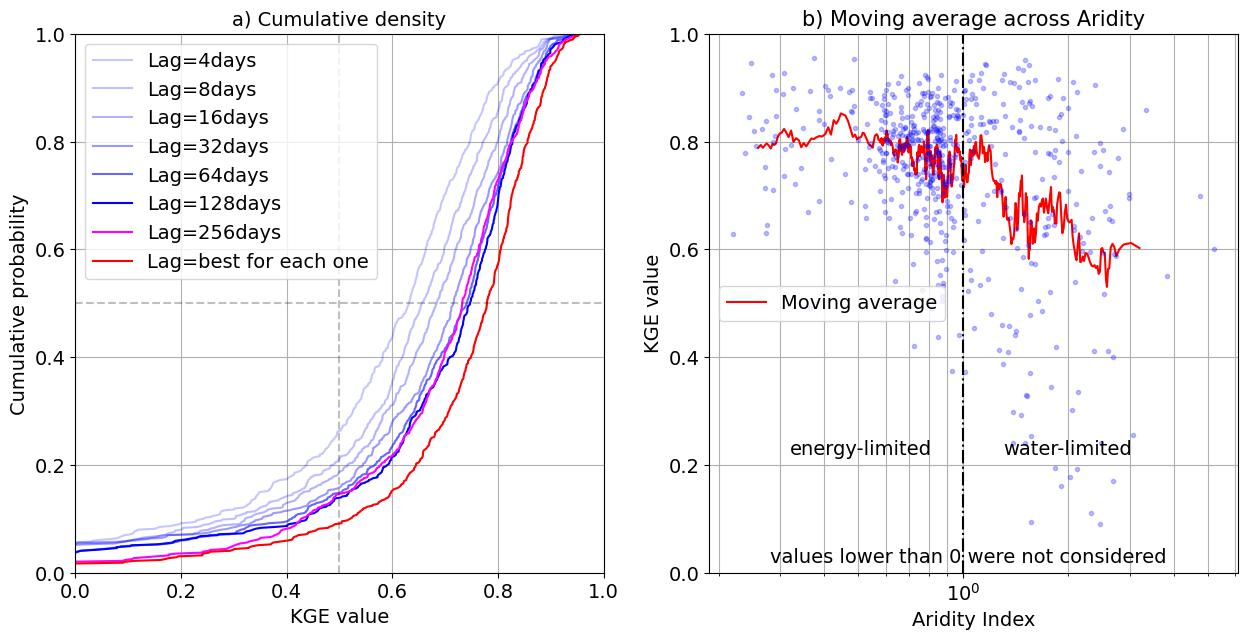 a) Cumulative density
Cumulative probability
1.0
0.8
0.6
0.4
0.2
0.0
Lag=4days
Lag=8days
Lag=16days
Lag=32days
Lag=64days
Lag=128days
Lag=256days
Lag=best for each one
0.0 0.2 0.4 0.6 0.8 1.0
KGE value
b) Moving average across Aridity
KGE value
1.0
0.8
0.6
0.4
0.2
0.0
Moving average
energy-limited water-limited
values lower than 0 were not considered
10⁰
Aridity Index